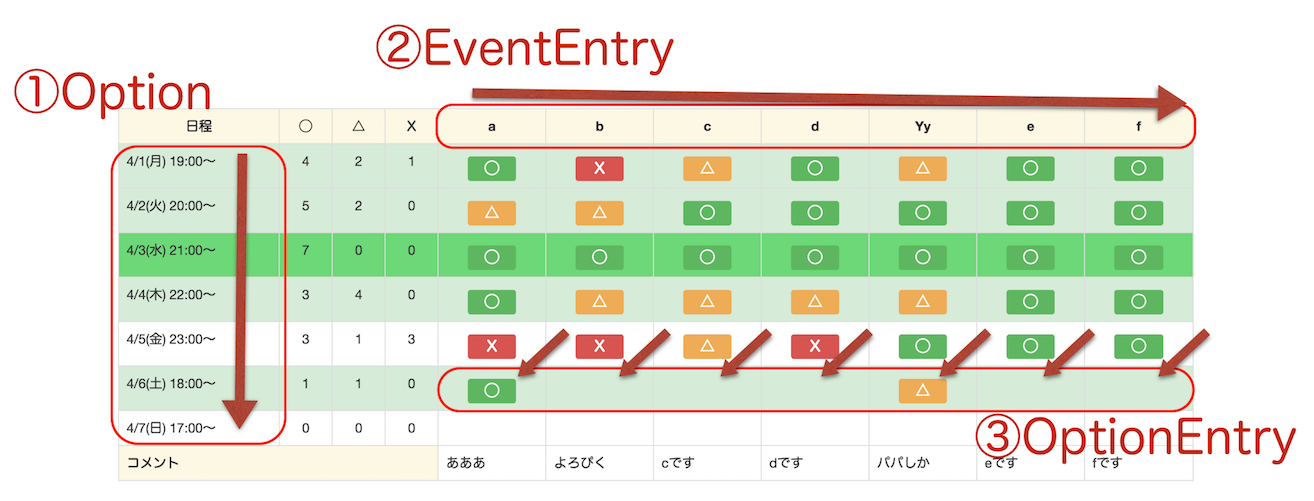 ②EventEntry
①Option
日程 ○ △ X a b c d Yy e f
4/1(月) 19:00〜 4 2 1 ○ X △ ○ △ ○ ○
4/2(火) 20:00〜 5 2 0 △ △ ○ ○ ○ ○ ○
4/3(水) 21:00〜 7 0 0 ○ ○ ○ ○ ○ ○ ○
4/4(木) 22:00〜 3 4 0 ○ △ △ △ △ ○ ○
4/5(金) 23:00〜 3 1 3 X X △ X ○ ○ ○
4/6(土) 18:00〜 1 1 0 ○ △
4/7(日) 17:00〜 0 0 0
③OptionEntry
コメント あああ よろぴく cです dです パパしか eです fです